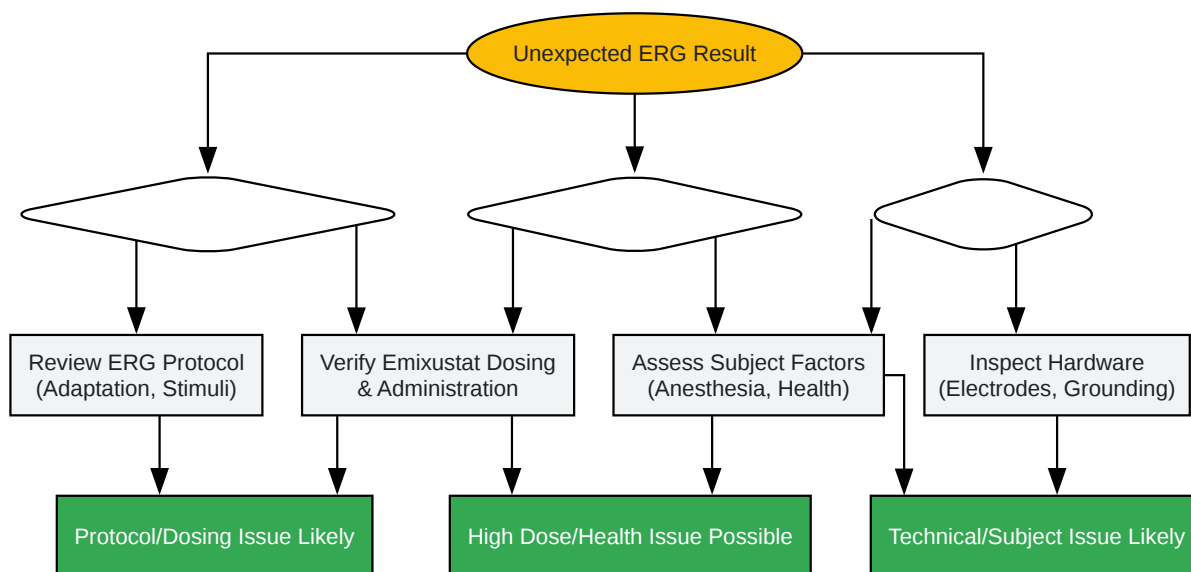 Unexpected ERG Result
Review ERG Protocol
(Adaptation, Stimuli)
Verify Emixustat Dosing
& Administration
Assess Subject Factors
(Anesthesia, Health)
Inspect Hardware
(Electrodes, Grounding)
Protocol/Dosing Issue Likely
High Dose/Health Issue Possible
Technical/Subject Issue Likely